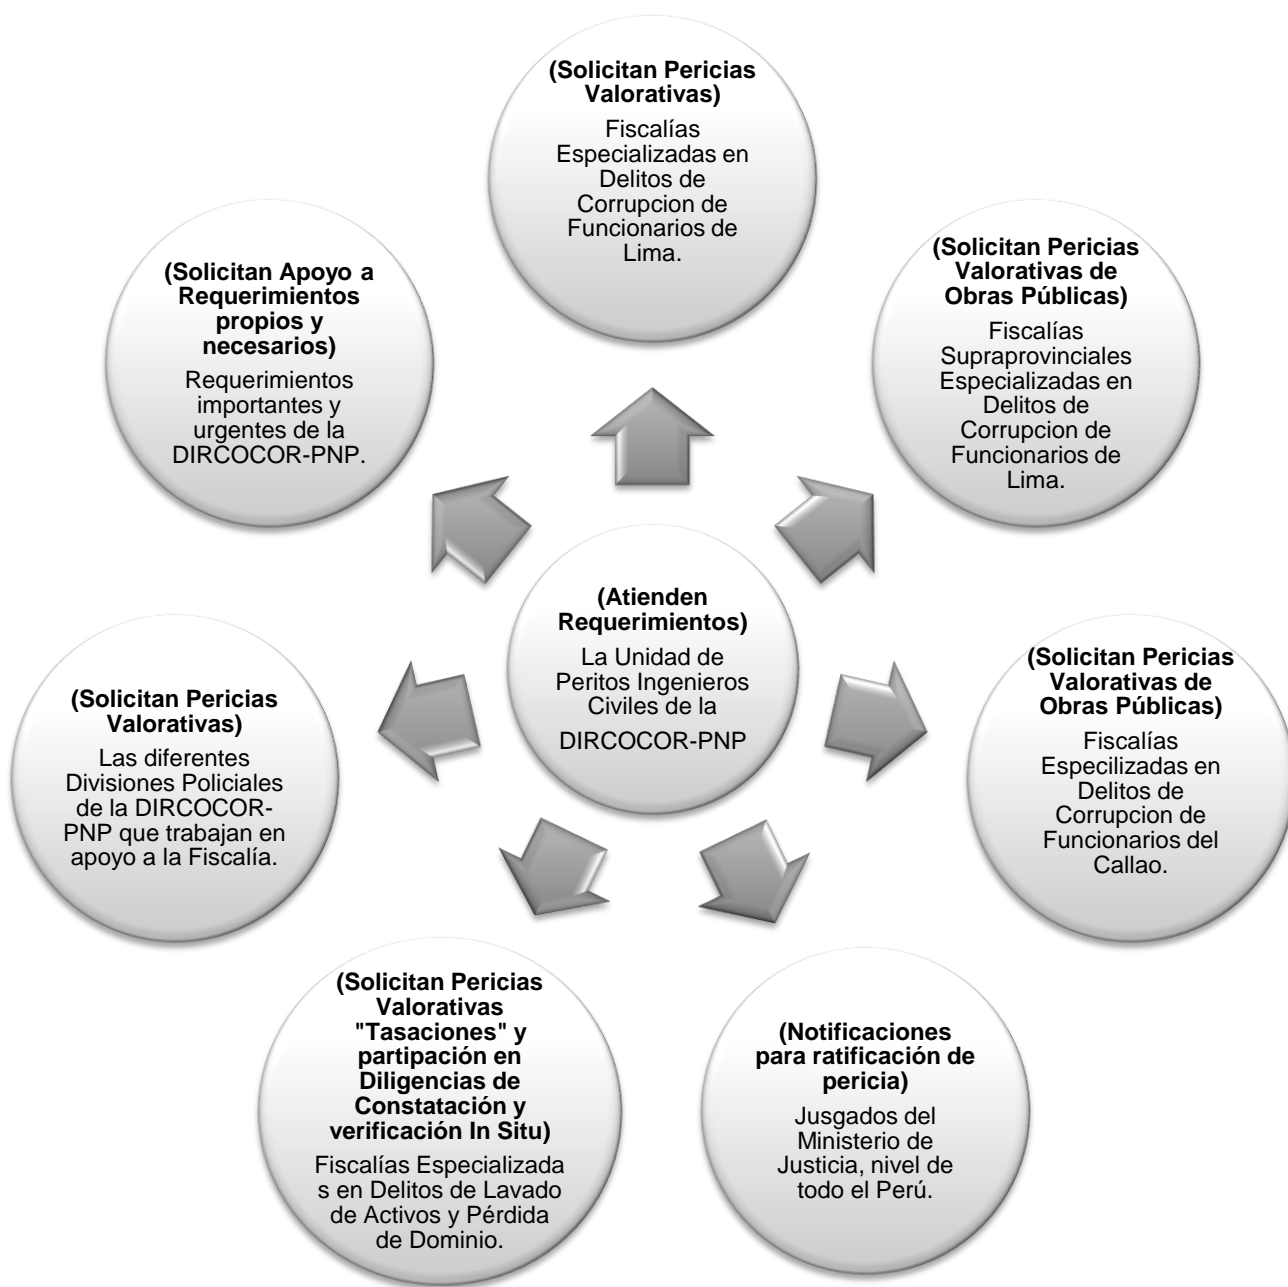 (Solicitan Pericias
Valorativas)
Fiscalías
Especializadas en
Delitos de
Corrupcion de
Funcionarios de
Lima.
(Solicitan Pericias
Valorativas de
Obras Públicas)
Fiscalías
Supraprovinciales
Especializadas en
Delitos de
Corrupcion de
Funcionarios de
Lima.
(Solicitan Pericias
Valorativas de
Obras Públicas)
Fiscalías
Especilizadas en
Delitos de
Corrupcion de
Funcionarios del
Callao.
(Notificaciones
para ratificación de
pericia)
Jusgados del
Ministerio de
Justicia, nivel de
todo el Perú.
(Solicitan Pericias
Valorativas
"Tasaciones" y
partipación en
Diligencias de
Constatación y
verificación In Situ)
Fiscalías Especializada
s en Delitos de Lavado
de Activos y Pérdida
de Dominio.
(Solicitan Pericias
Valorativas)
Las diferentes
Divisiones Policiales
de la DIRCOCOR-
PNP que trabajan en
apoyo a la Fiscalía.
(Solicitan Apoyo a
Requerimientos
propios y
necesarios)
Requerimientos
importantes y
urgentes de la
DIRCOCOR-PNP.
(Atienden
Requerimientos)
La Unidad de
Peritos Ingenieros
Civiles de la
DIRCOCOR-PNP